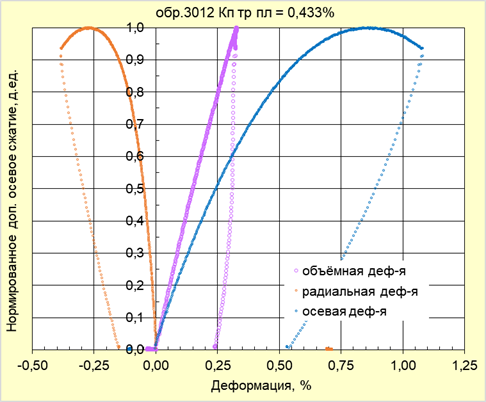 обр.3012 Кп тр пл = 0,433%
Нормированное доп. осевое сжатие, д.ед.
1,0
0,9
0,8
0,7
0,6
0,5
0,4
0,3
0,2
0,1
0,0
объёмная деф-я
радиальная деф-я
осевая деф-я
-0,50 -0,25 0,00 0,25 0,50 0,75 1,00 1,25
Деформация, %